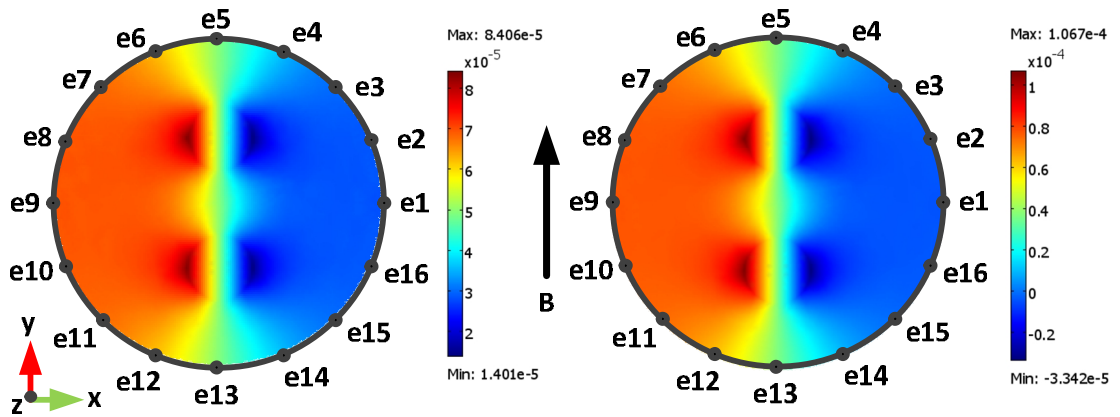 e5
e6
e4
e7
e3
e8
e2
e9
e1
e10
e16
e11
e15
e12
e14
e13
y
z
x
Max: 8.406e-5
x10⁻⁵
8
7
6
5
4
3
2
Min: 1.401e-5
B
e5
e6
e4
e7
e3
e8
e2
e9
e1
e10
e16
e11
e15
e12
e14
e13
Max: 1.067e-4
x10⁻⁴
1
0.8
0.6
0.4
0.2
0
-0.2
Min: -3.342e-5